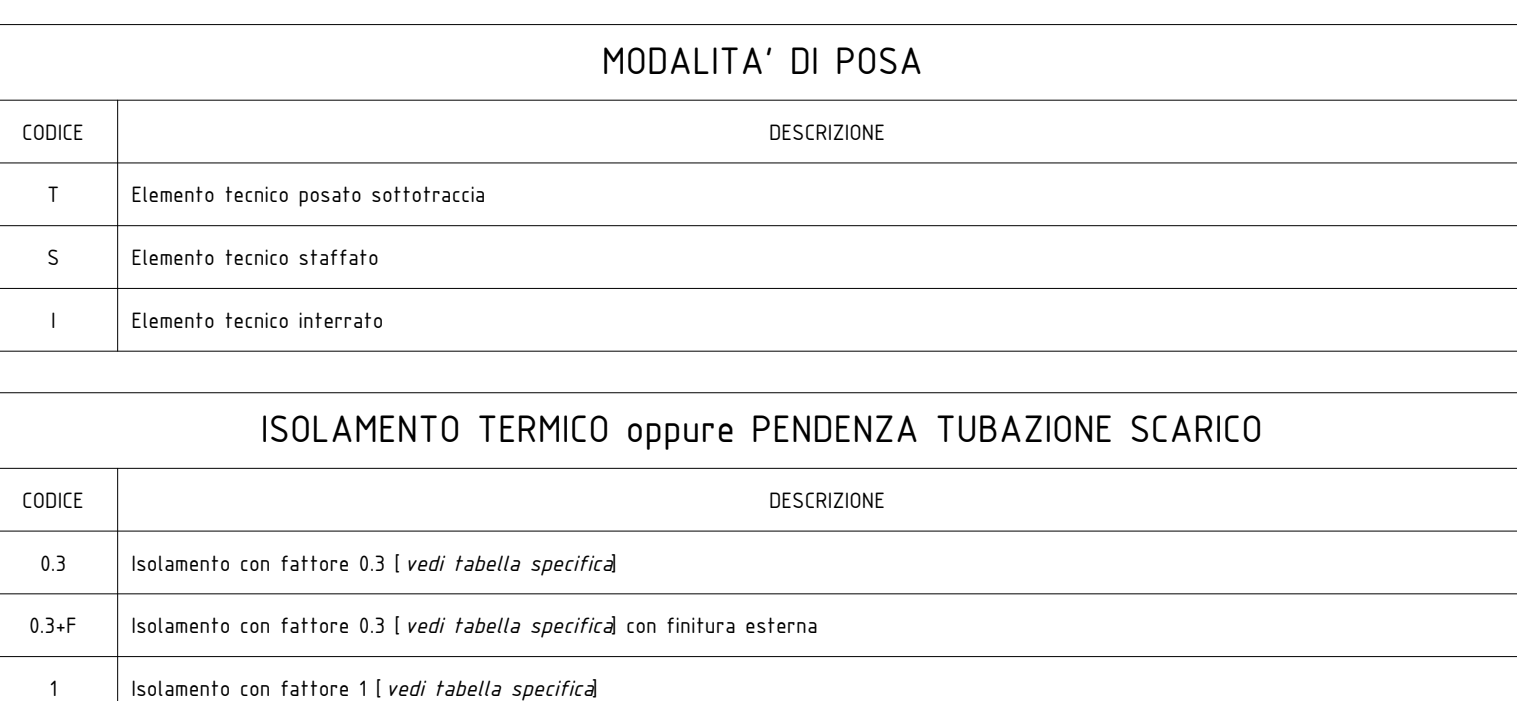 MODALITA' DI POSA
CODICE DESCRIZIONE
T Elemento tecnico posato sottotraccia
S Elemento tecnico staffato
I Elemento tecnico interrato
ISOLAMENTO TERMICO oppure PENDENZA TUBAZIONE SCARICO
CODICE DESCRIZIONE
0.3 Isolamento con fattore 0.3 [vedi tabella specifica]
0.3+F Isolamento con fattore 0.3 [vedi tabella specifica] con finitura esterna
1 Isolamento con fattore 1 [vedi tabella specifica]